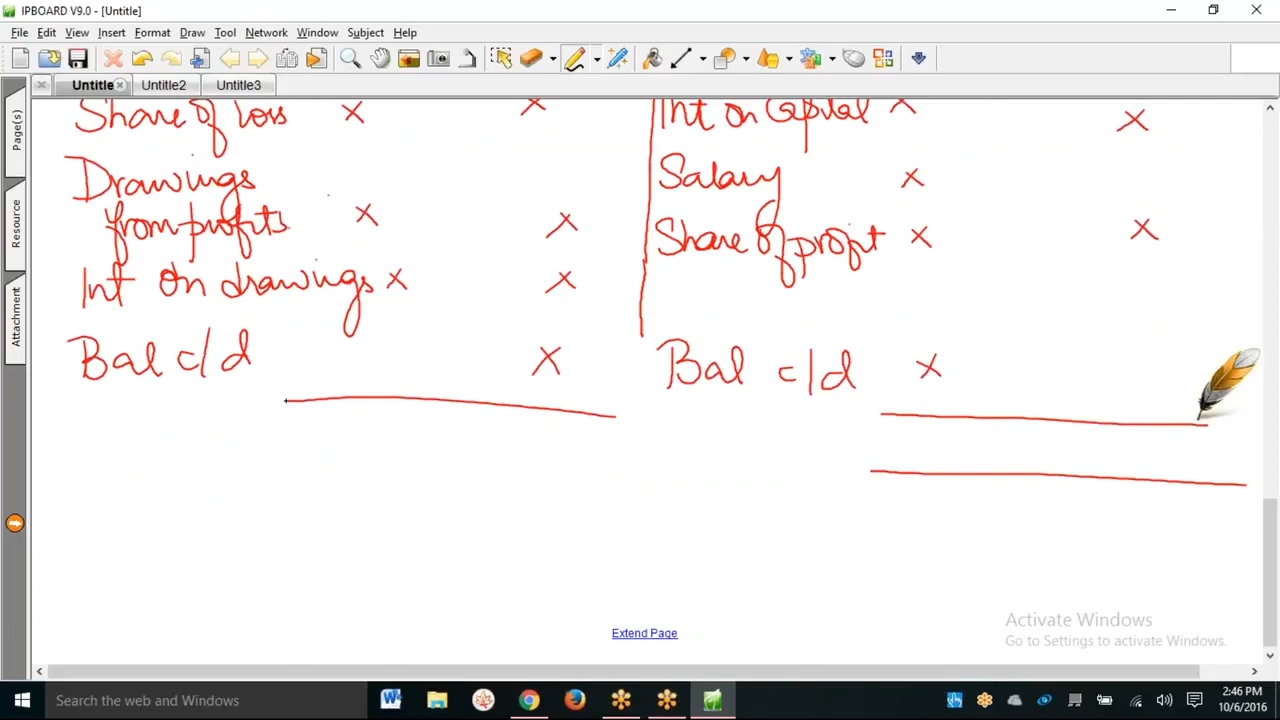 IPBOARD V9.0 - [Untitle]
File Edit View Insert Format Draw Tool Network Window Subject Help
Untitle Untitle2 Untitle3
Page(s)
Resource
Attachment
Share of loss x x
Drawings
from profits x x
Int on drawings x x
Bal c/d x
Int on Capital x x
Salary x
Share of profit x x
Bal c/d x
Extend Page
Activate Windows
Go to Settings to activate Windows.
Search the web and Windows
2:46 PM
10/6/2016